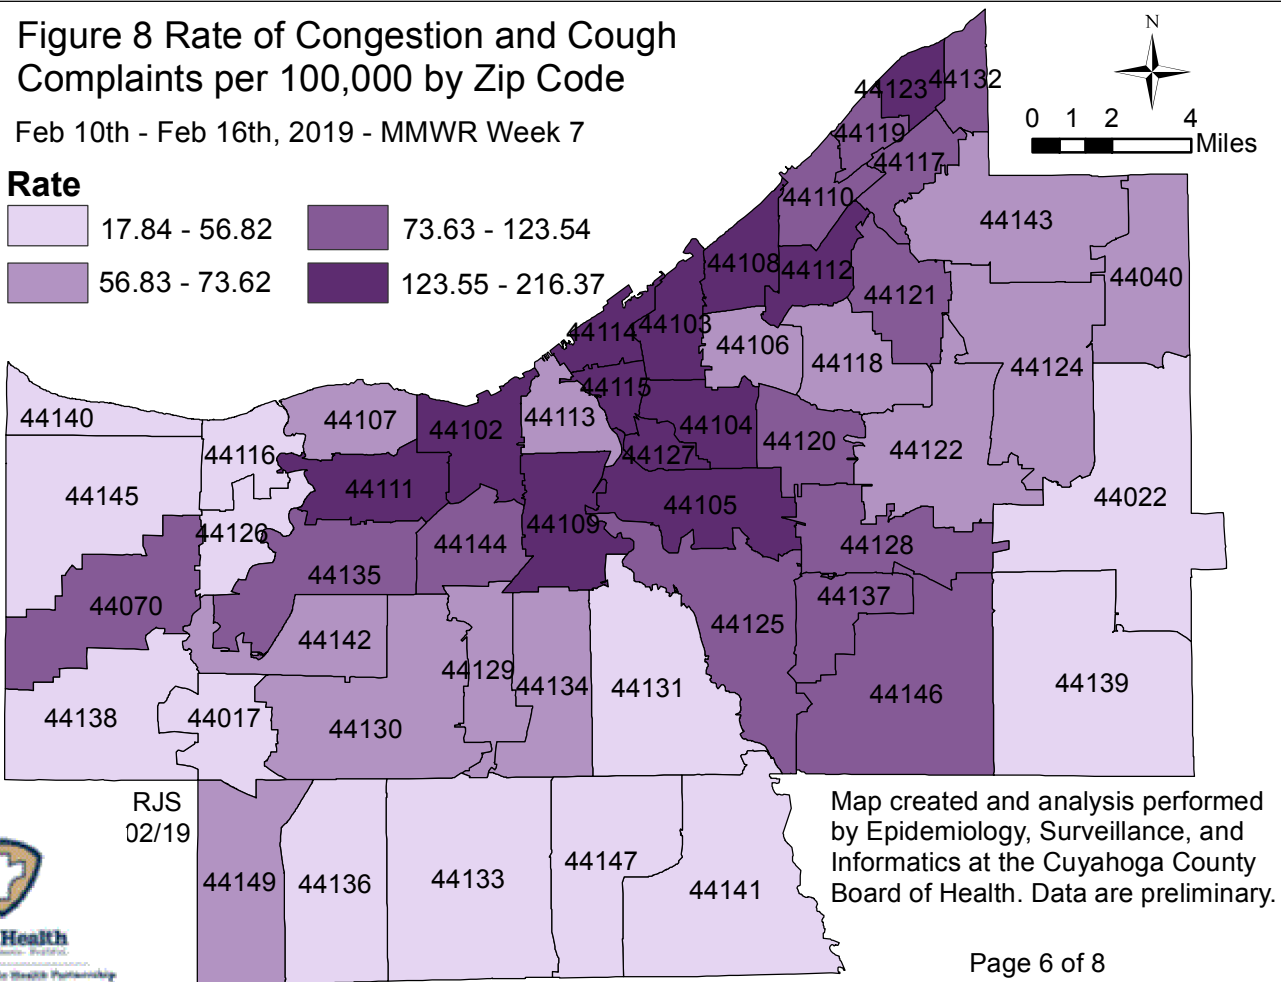 Figure 8 Rate of Congestion and Cough
Complaints per 100,000 by Zip Code
Feb 10th - Feb 16th, 2019 - MMWR Week 7
Rate
17.84 - 56.82
73.63 - 123.54
56.83 - 73.62
123.55 - 216.37
N
0 1 2 4
Miles
44132
44123
44119
44117
44110
44143
44108
44112
44040
44121
44114
44103
44106
44118
44124
44115
44140
44107
44102
44113
44104
44120
44116
44127
44122
44145
44111
44105
44022
44126
44109
44144
44128
44135
44070
44137
44125
44142
44129
44134
44131
44146
44139
44138
44017
44130
RJS
02/19
44149
44136
44133
44147
44141
Map created and analysis performed
by Epidemiology, Surveillance, and
Informatics at the Cuyahoga County
Board of Health. Data are preliminary.
Health
Health Partnership
Page 6 of 8